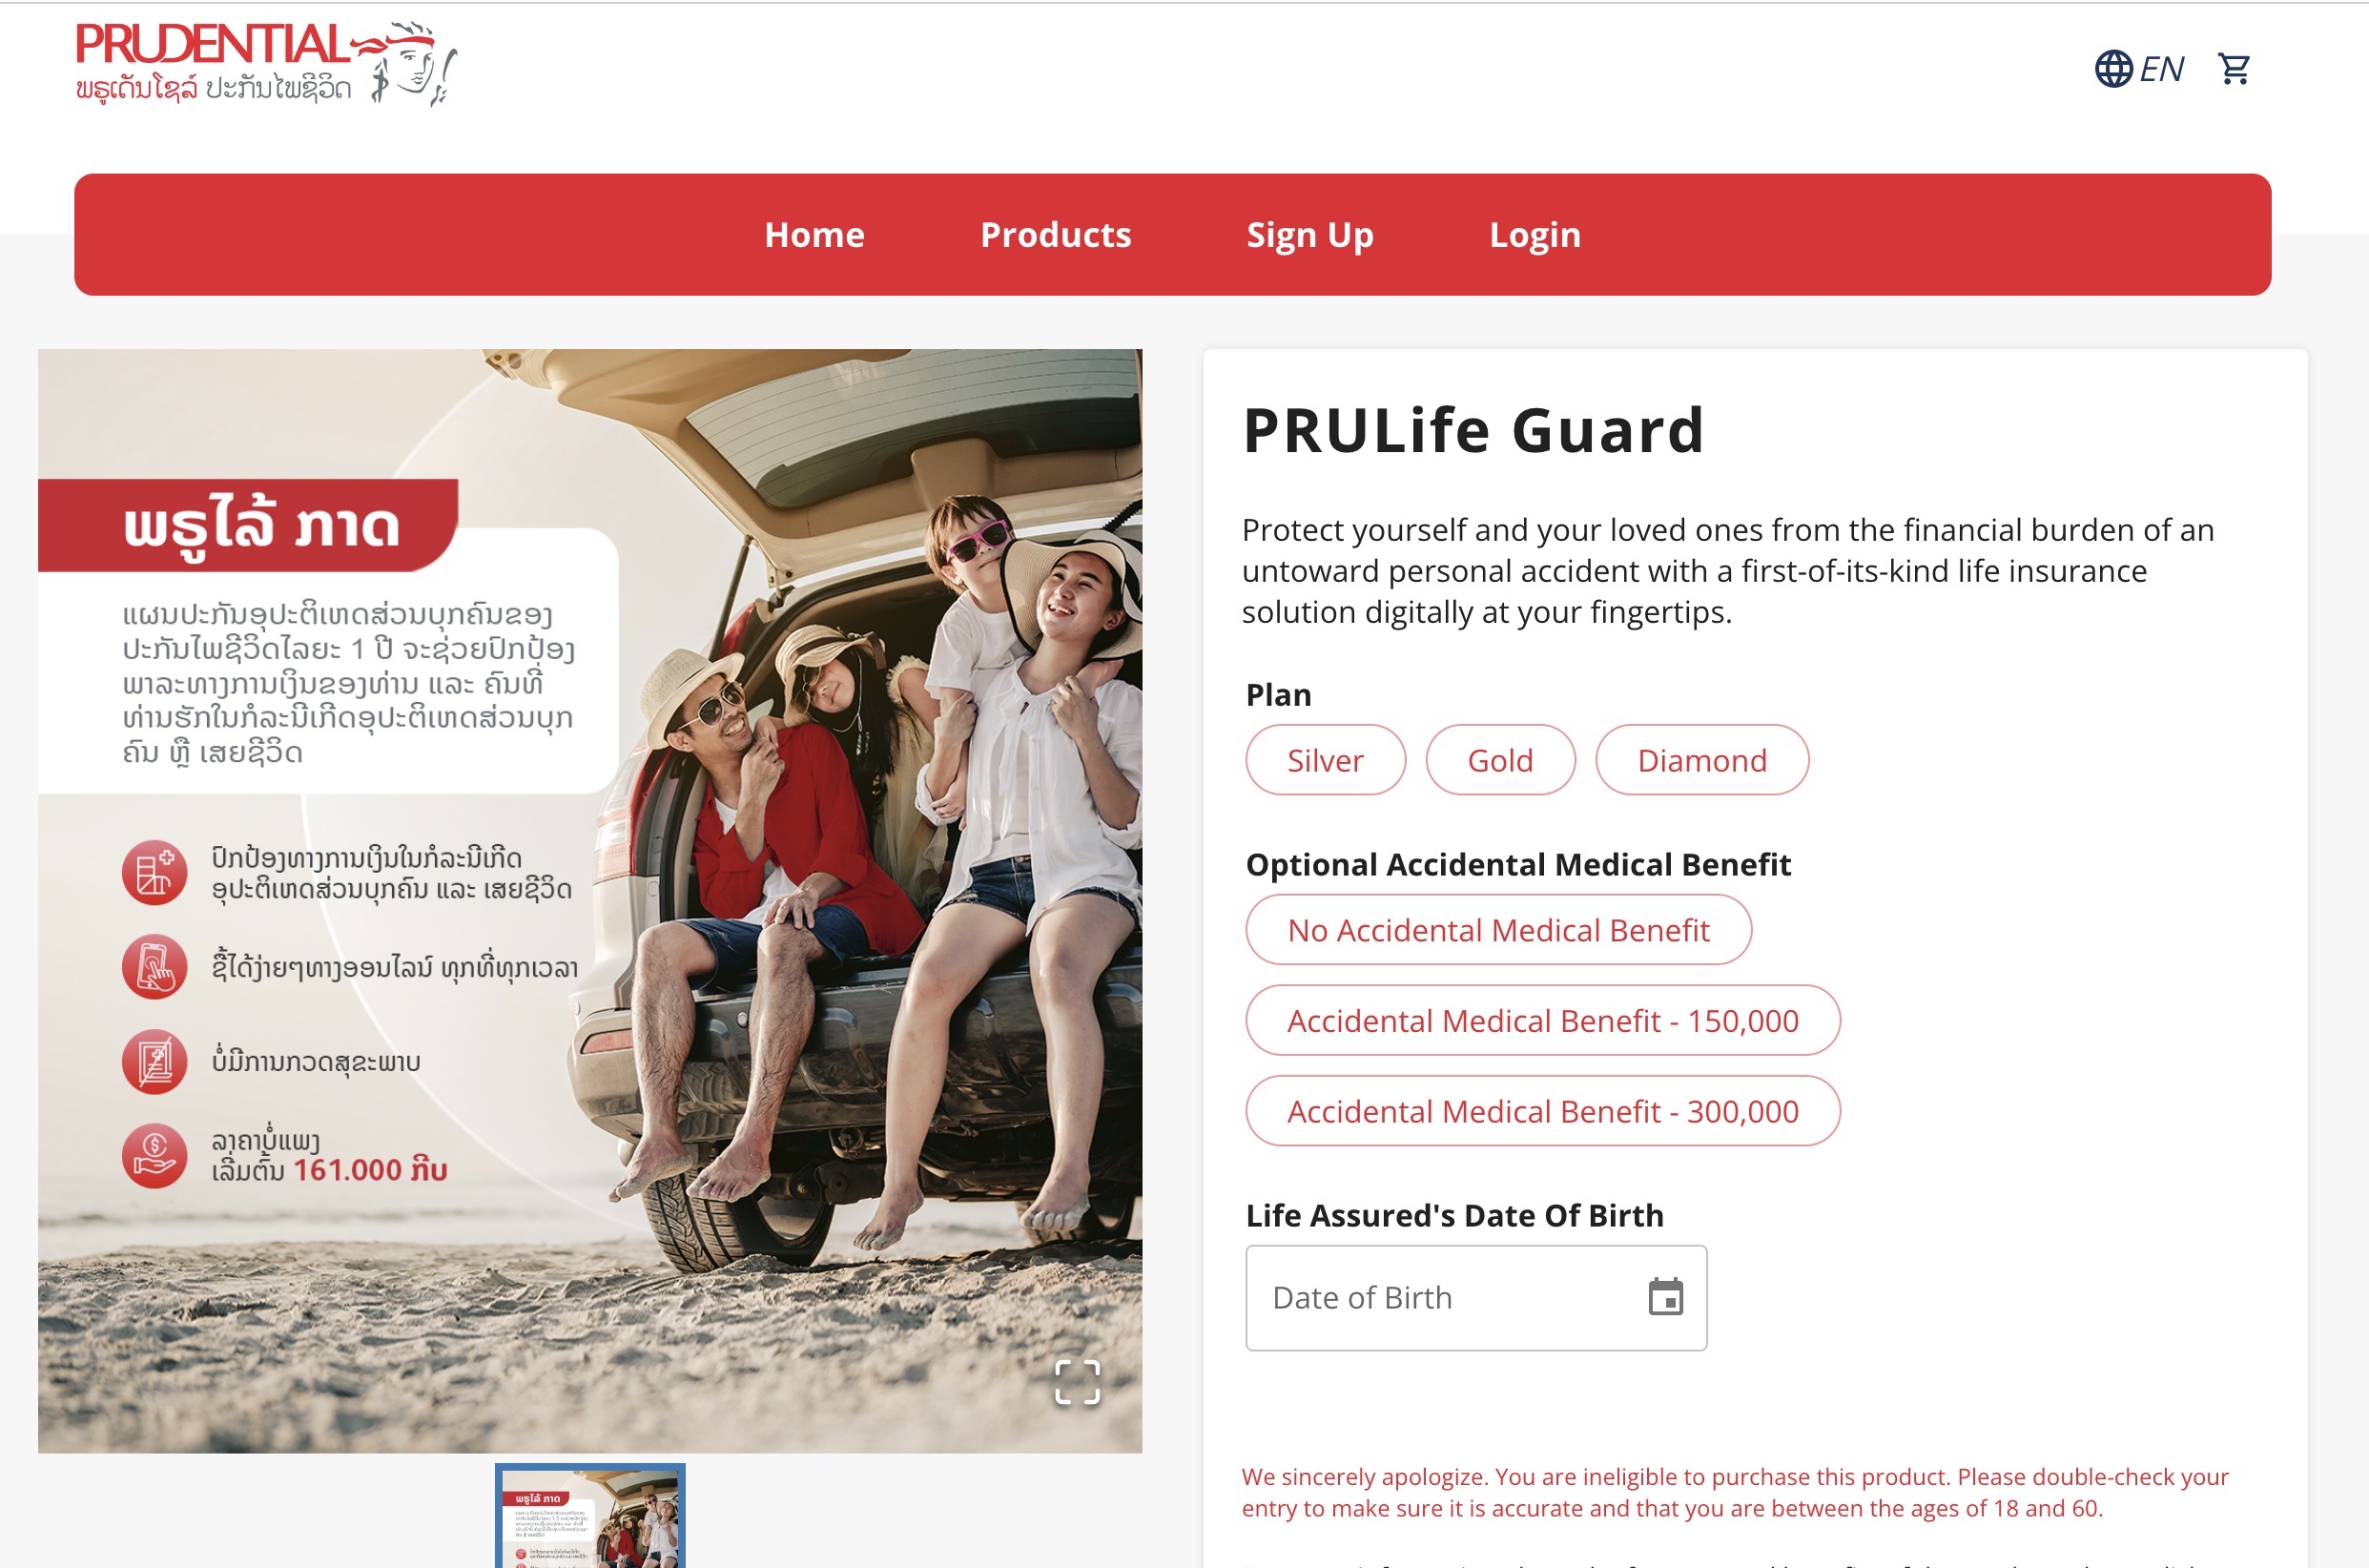 PRUDENTIAL
ພຣູເດັນໂຊລ໌ ປະກັນໄພຊີວິດ
EN
Home Products Sign Up Login
ພຣູໄລ້ ກາດ
ແຜນປະກັນອຸປະຕິເຫດສ່ວນບຸກຄົນຂອງ
ປະກັນໄພຊີວິດໄລຍະ 1 ປີ ຈະຊ່ວຍປົກປ້ອງ
ພາລະທາງການເງິນຂອງທ່ານ ແລະ ຄົນທີ່
ທ່ານຮັກໃນກໍລະນີເກີດອຸປະຕິເຫດສ່ວນບຸກ
ຄົນ ຫຼື ເສຍຊີວິດ
ປົກປ້ອງທາງການເງິນໃນກໍລະນີເກີດ
ອຸປະຕິເຫດສ່ວນບຸກຄົນ ແລະ ເສຍຊີວິດ
ຊື້ໄດ້ງ່າຍໆທາງອອນໄລນ໌ ທຸກທີ່ທຸກເວລາ
ບໍ່ມີການກວດສຸຂະພາບ
ລາຄາບໍ່ແພງ
ເລີ່ມຕົ້ນ 161.000 ກີບ
ພຣູໄລ້ ກາດ
PRULife Guard
Protect yourself and your loved ones from the financial burden of an
untoward personal accident with a first-of-its-kind life insurance
solution digitally at your fingertips.
Plan
Silver Gold Diamond
Optional Accidental Medical Benefit
No Accidental Medical Benefit
Accidental Medical Benefit - 150,000
Accidental Medical Benefit - 300,000
Life Assured's Date Of Birth
Date of Birth
We sincerely apologize. You are ineligible to purchase this product. Please double-check your
entry to make sure it is accurate and that you are between the ages of 18 and 60.